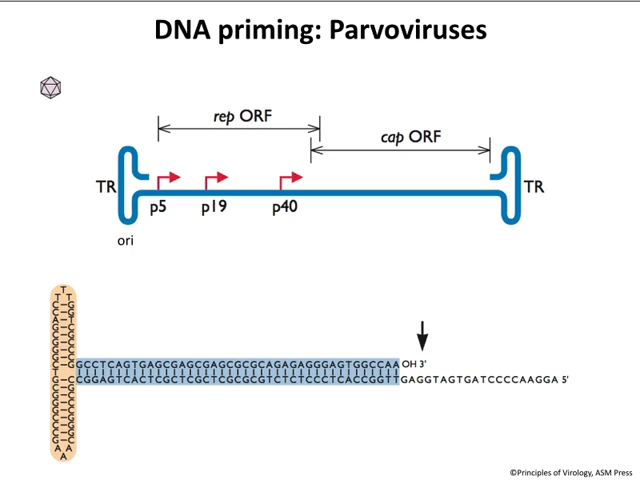 DNA priming: Parvoviruses
rep ORF
cap ORF
TR
TR
p5
p19
p40
ori
GCCTCAGTGAGCGAGCGAGCGCGCAGAGAGGGAGTGGCCAA OH 3'
CCGGAGTCACTCGCTCGCTCGCGCGTCTCTCCCTCACCGGTTGAGGTAGTGATCCCCAAGGA 5'
©Principles of Virology, ASM Press